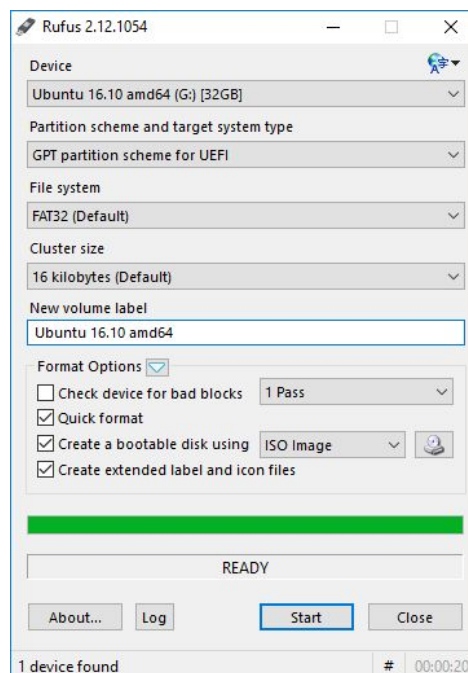 Rufus 2.12.1054
Device
Ubuntu 16.10 amd64 (G:) [32GB]
Partition scheme and target system type
GPT partition scheme for UEFI
File system
FAT32 (Default)
Cluster size
16 kilobytes (Default)
New volume label
Ubuntu 16.10 amd64
Format Options
Check device for bad blocks 1 Pass
Quick format
Create a bootable disk using ISO Image
Create extended label and icon files
READY
About... Log Start Close
1 device found # 00:00:20